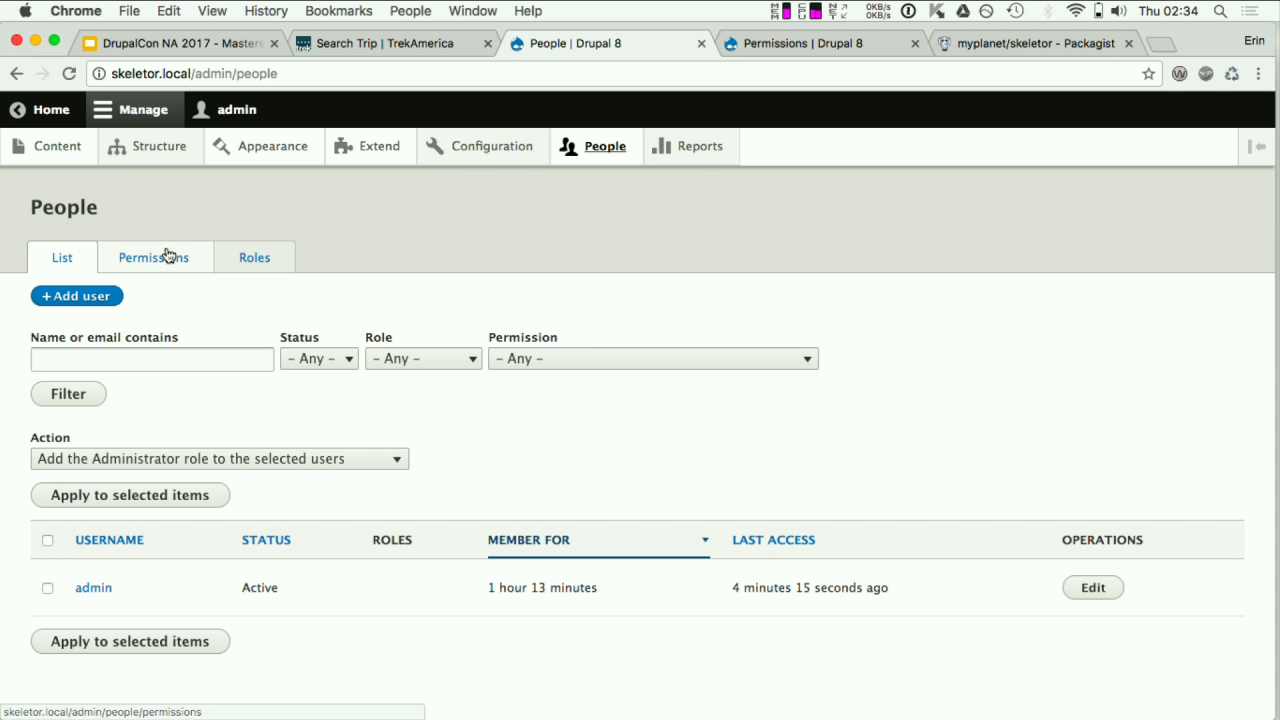 Chrome File Edit View History Bookmarks People Window Help 0KB/s 0KB/s Thu 02:34
DrupalCon NA 2017 - Masters Search Trip | TrekAmerica People | Drupal 8 Permissions | Drupal 8 myplanet/skeletor - Packagist Erin
skeletor.local/admin/people
Home Manage admin
Content Structure Appearance Extend Configuration People Reports
People
List Permissions Roles
+ Add user
Name or email contains Status Role Permission
- Any - - Any - - Any -
Filter
Action
Add the Administrator role to the selected users
Apply to selected items
USERNAME STATUS ROLES MEMBER FOR LAST ACCESS OPERATIONS
admin Active 1 hour 13 minutes 4 minutes 15 seconds ago Edit
Apply to selected items
skeletor.local/admin/people/permissions